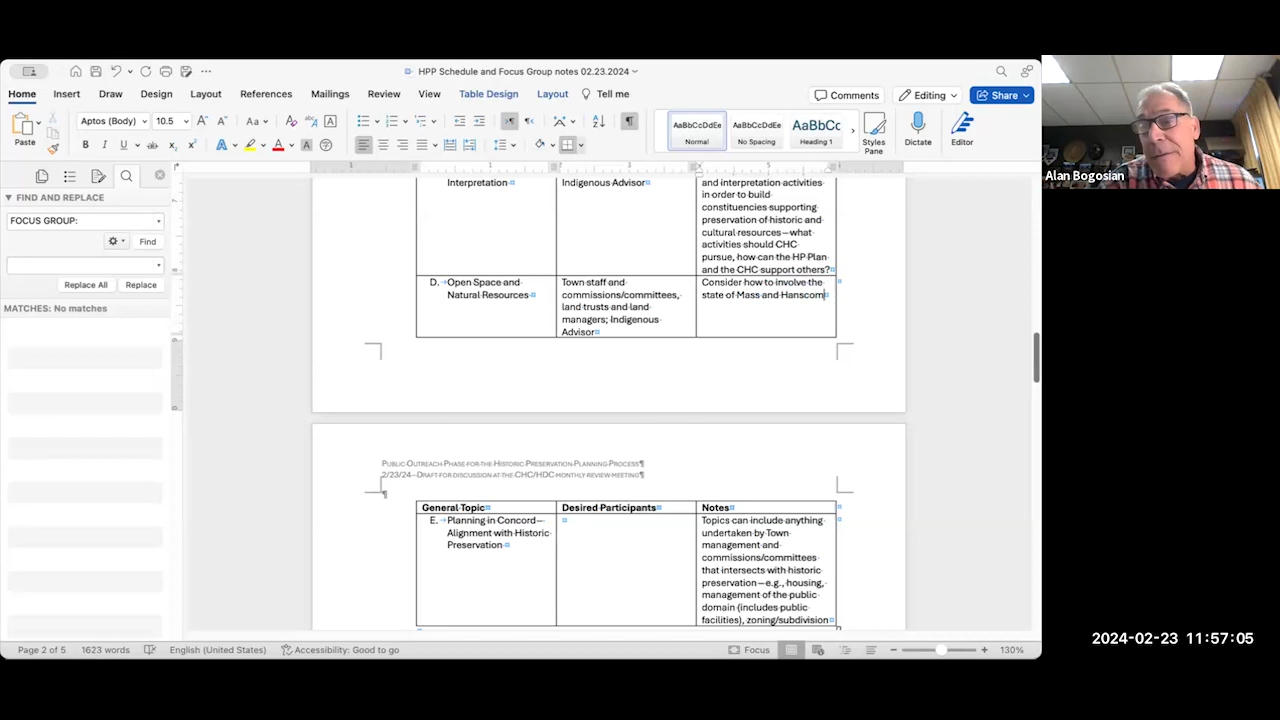 HPP Schedule and Focus Group notes 02.23.2024
Home Insert Draw Design Layout References Mailings Review View Table Design Layout Tell me
Comments Editing Share
Paste
Aptos (Body) 10.5
AaBbCcDdEe AaBbCcDdEe AaBbCc
Normal No Spacing Heading 1
Styles Pane
Dictate
Editor
FIND AND REPLACE
FOCUS GROUP:
Find
Replace All Replace
MATCHES: No matches
Interpretation
Indigenous Advisor
and interpretation activities
in order to build
constituencies supporting
preservation of historic and
cultural resources—what
activities should CHC
pursue, how can the HP Plan
and the CHC support others?
D. Open Space and
Natural Resources
Town staff and
commissions/committees,
land trusts and land
managers; Indigenous
Advisor
Consider how to involve the
state of Mass and Hanscom
Public Outreach Phase for the Historic Preservation Planning Process
2/23/24—Draft for discussion at the CHC/HDC monthly review meeting
General Topic Desired Participants Notes
E. Planning in Concord—
Alignment with Historic
Preservation
Topics can include anything
undertaken by Town
management and
commissions/committees
that intersects with historic
preservation—e.g., housing,
management of the public
domain (includes public
facilities), zoning/subdivision
Page 2 of 5 1623 words English (United States) Accessibility: Good to go Focus 130%
Alan Bogosian
2024-02-23 11:57:05